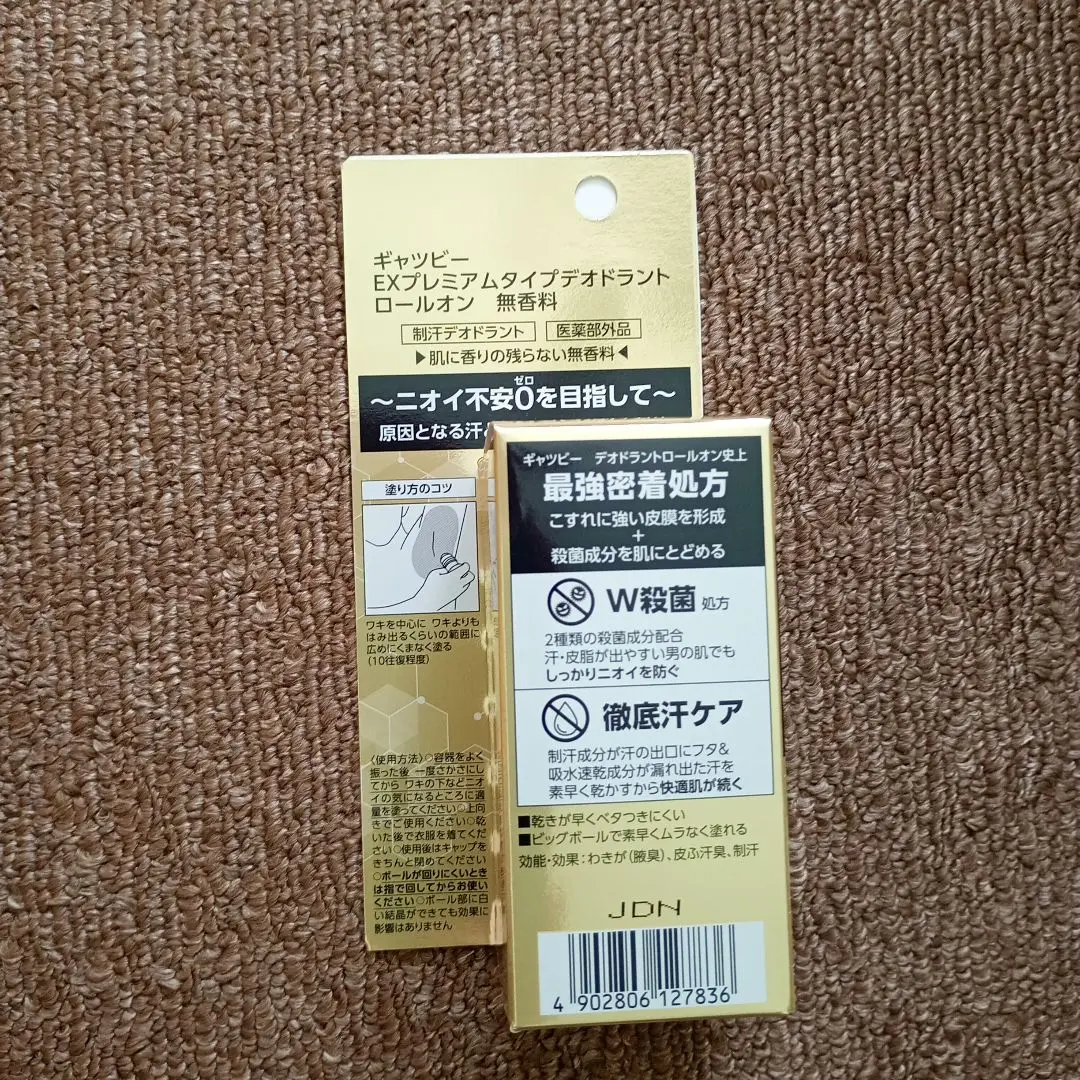 ギャツビー
EXプレミアムタイプデオドラント
ロールオン 無香料
制汗デオドラント 医薬部外品
▶肌に香りの残らない無香料◀
ゼロ
〜ニオイ不安0を目指して〜
原因となる汗
塗り方のコツ
ワキを中心に ワキよりも
はみ出るくらいの範囲に
広めにくまなく塗る
(10往復程度)
〈使用方法〉○容器をよく
振った後 一度さかさにし
てから ワキの下などニオ
イの気になるところに適
量を塗ってください○上向
きでご使用ください○乾
いた後で衣服を着てくだ
さい○使用後はキャップを
きちんと閉めてください
○ボールが回りにくいとき
は指で回してからお使い
ください○ボール部に白
い結晶ができても効果に
影響はありません
ギャツビー デオドラントロールオン史上
最強密着処方
こすれに強い皮膜を形成
+
殺菌成分を肌にとどめる
W殺菌 処方
2種類の殺菌成分配合
汗・皮脂が出やすい男の肌でも
しっかりニオイを防ぐ
徹底汗ケア
制汗成分が汗の出口にフタ&
吸水速乾成分が漏れ出た汗を
素早く乾かすから快適肌が続く
■乾きが早くベタつきにくい
■ビッグボールで素早くムラなく塗れる
効能・効果:わきが(腋臭)、皮ふ汗臭、制汗
JDN
4 902806 127836